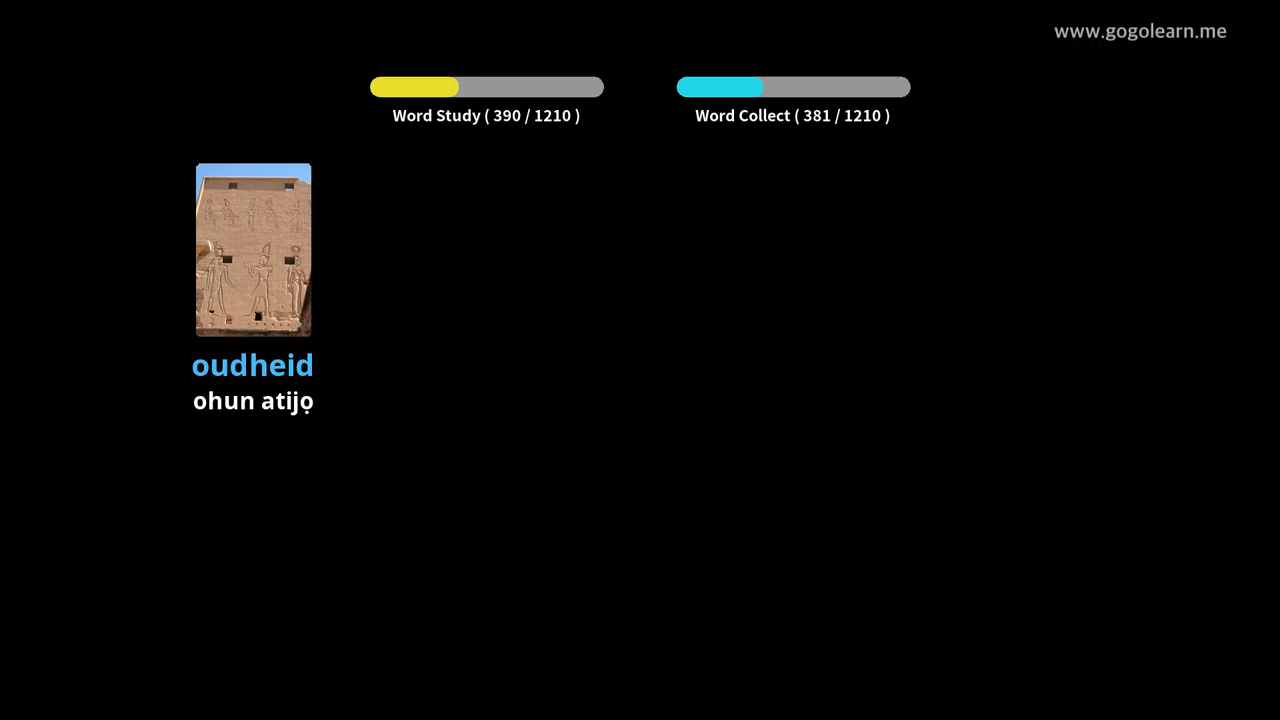 www.gogolearn.me
Word Study ( 390 / 1210 )
Word Collect ( 381 / 1210 )
oudheid
ohun atijọ